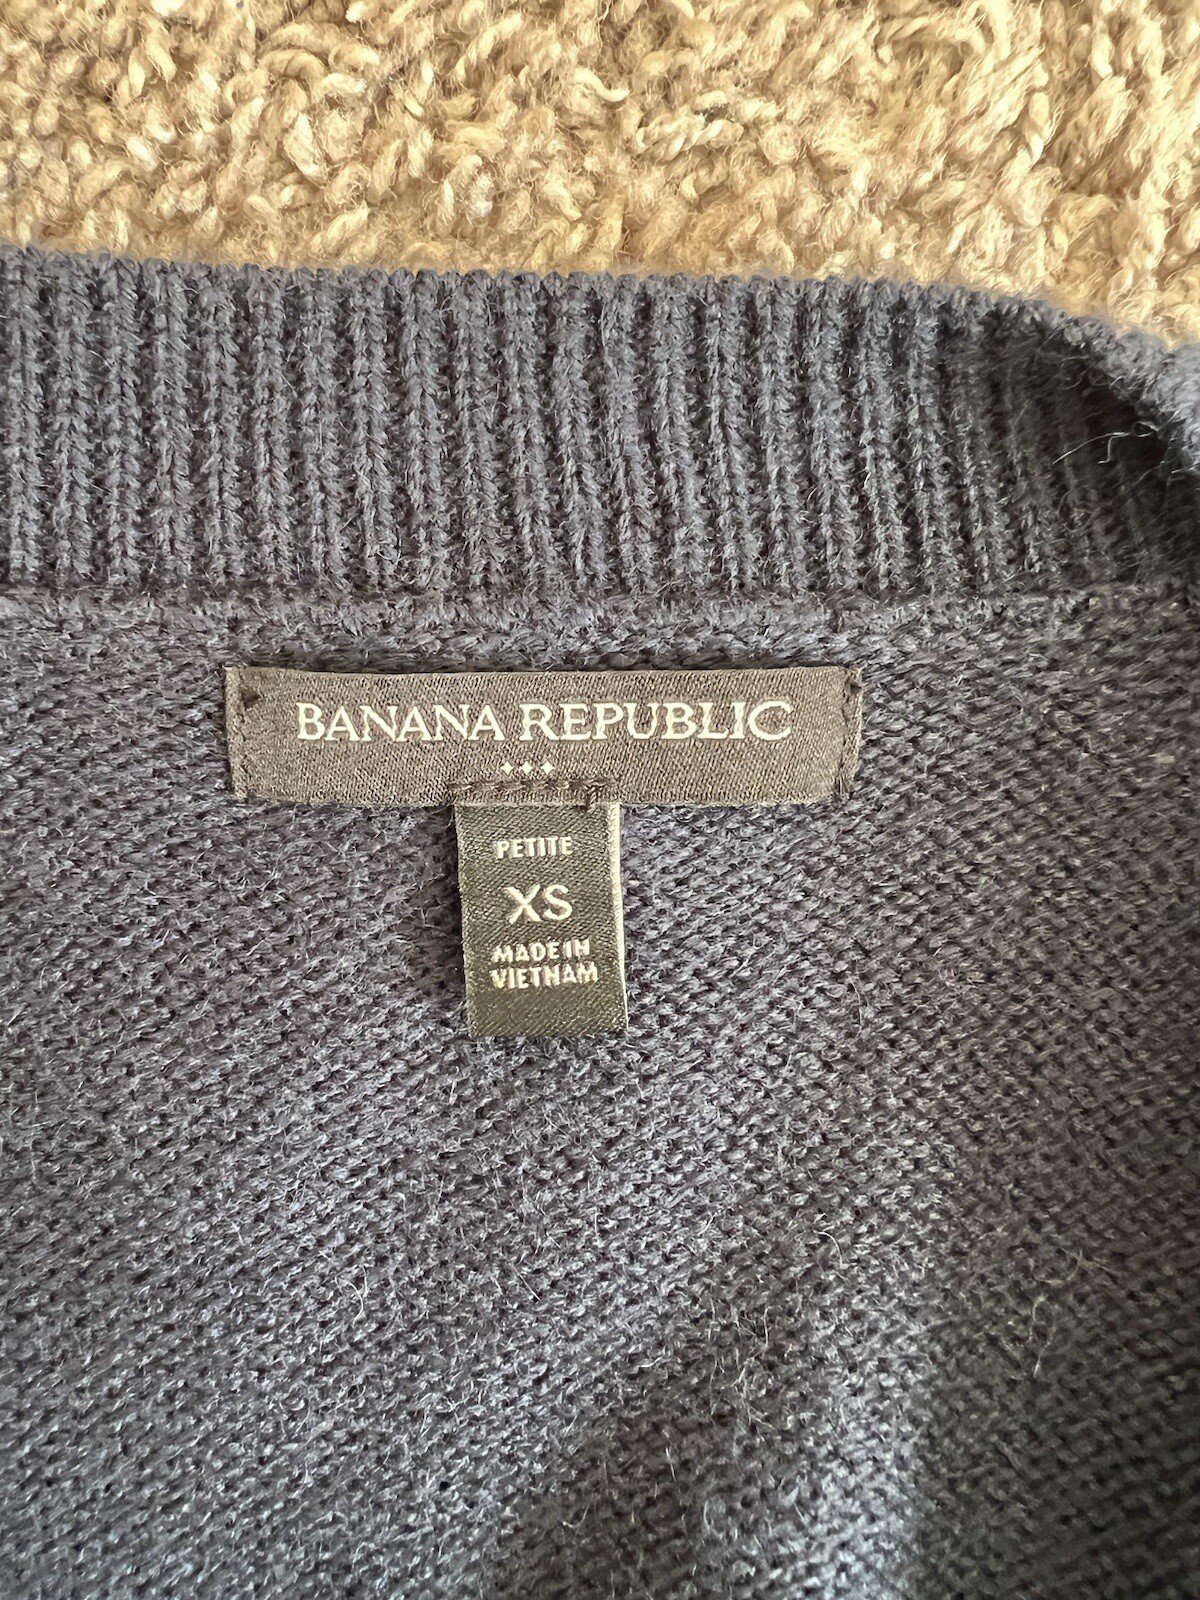 BANANA REPUBLIC
PETITE
XS
MADE IN
VIETNAM